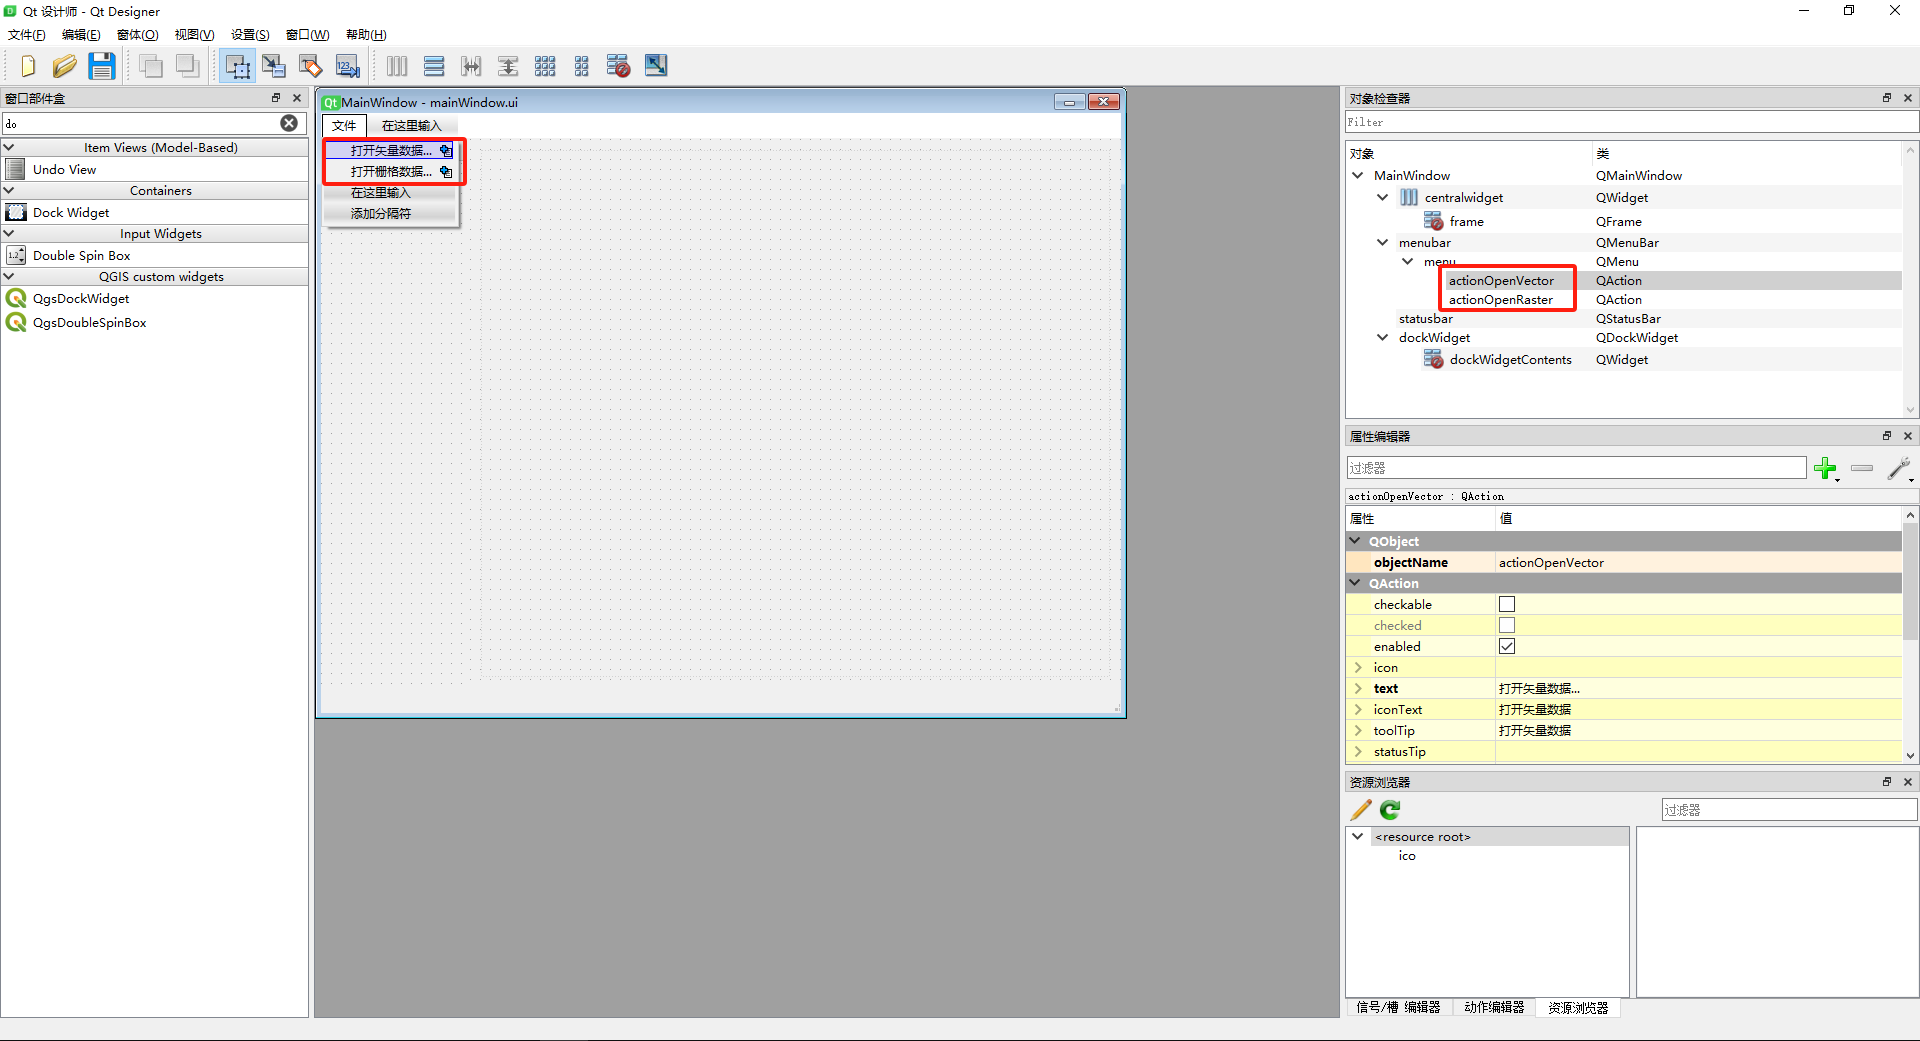 Qt 设计师 - Qt Designer
文件(F) 编辑(E) 窗体(O) 视图(V) 设置(S) 窗口(W) 帮助(H)
窗口部件盒
do
Item Views (Model-Based)
Undo View
Containers
Dock Widget
Input Widgets
1.2
Double Spin Box
QGIS custom widgets
QgsDockWidget
QgsDoubleSpinBox
MainWindow - mainWindow.ui
文件 在这里输入
打开矢量数据...
打开栅格数据...
在这里输入
添加分隔符
对象检查器
Filter
对象 类
MainWindow QMainWindow
centralwidget QWidget
frame QFrame
menubar QMenuBar
menu QMenu
actionOpenVector QAction
actionOpenRaster QAction
statusbar QStatusBar
dockWidget QDockWidget
dockWidgetContents QWidget
属性编辑器
过滤器
actionOpenVector : QAction
属性 值
QObject
objectName actionOpenVector
QAction
checkable
checked
enabled
icon
text 打开矢量数据...
iconText 打开矢量数据
toolTip 打开矢量数据
statusTip
资源浏览器
过滤器
<resource root>
ico
信号/槽 编辑器 动作编辑器 资源浏览器